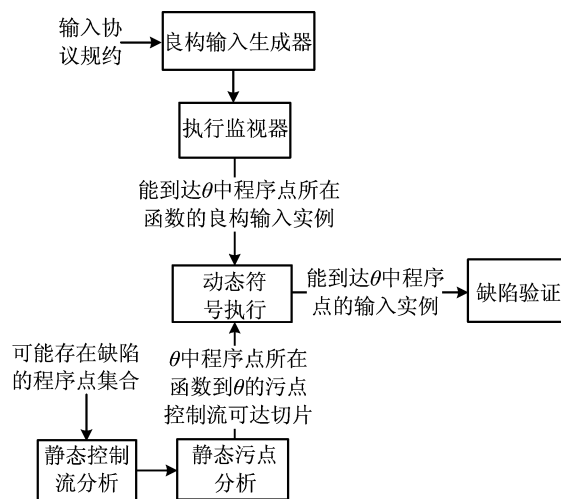 输入协
议规约
良构输入生成器
执行监视器
能到达θ中程序点所在
函数的良构输入实例
动态符
号执行
能到达θ中程序
点的输入实例
缺陷验证
可能存在缺陷
的程序点集合
θ中程序点所在
函数到θ的污点
控制流可达切片
静态控制
流分析
静态污点
分析